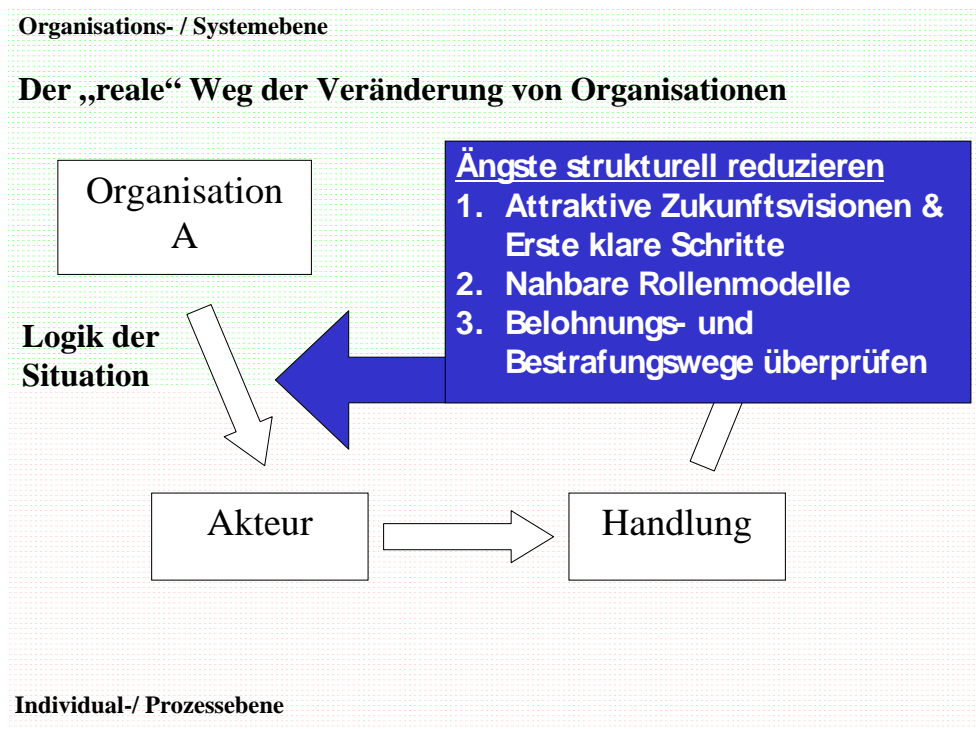 Organisations- / Systemebene
Der „reale“ Weg der Veränderung von Organisationen
Organisation
A
Ängste strukturell reduzieren
1. Attraktive Zukunftsvisionen &
Erste klare Schritte
2. Nahbare Rollenmodelle
3. Belohnungs- und
Bestrafungswege überprüfen
Logik der
Situation
Akteur
Handlung
Individual-/ Prozessebene